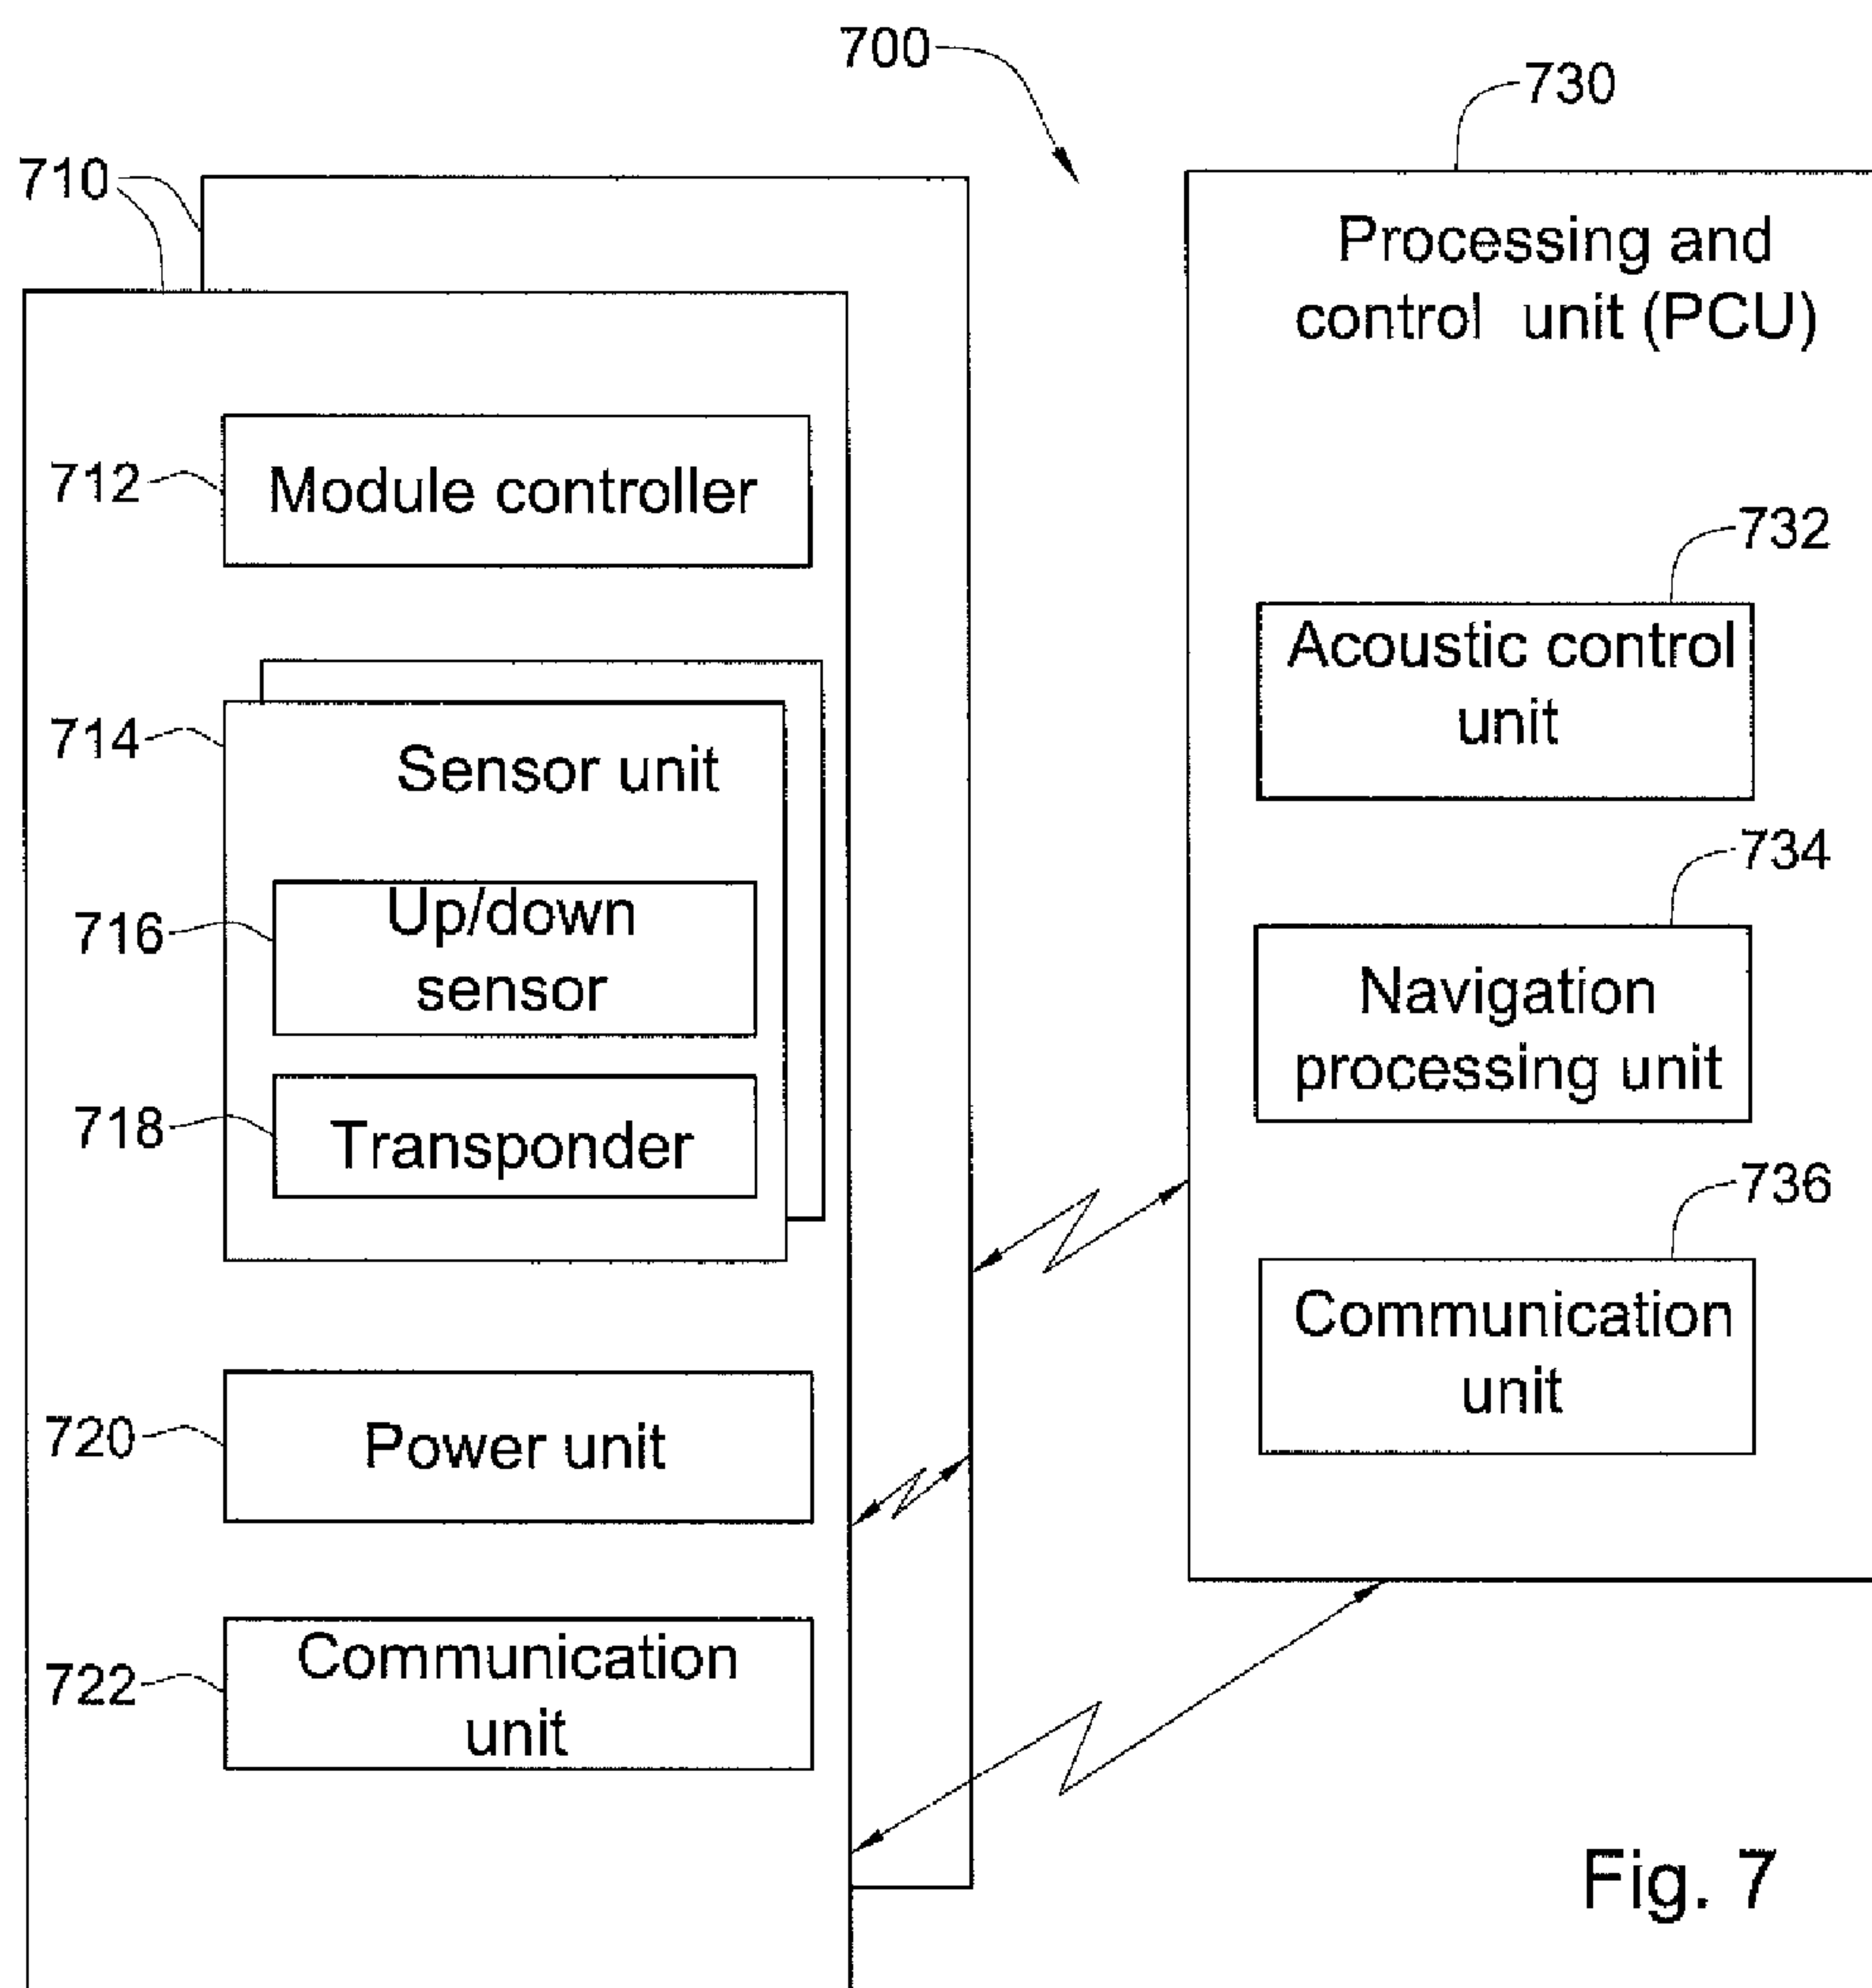 700
730
710
Processing and
control unit (PCU)
712
Module controller
732
Acoustic control
unit
714
Sensor unit
734
716
Up/down
sensor
Navigation
processing unit
718
Transponder
736
Communication
unit
720
Power unit
722
Communication
unit
Fig. 7